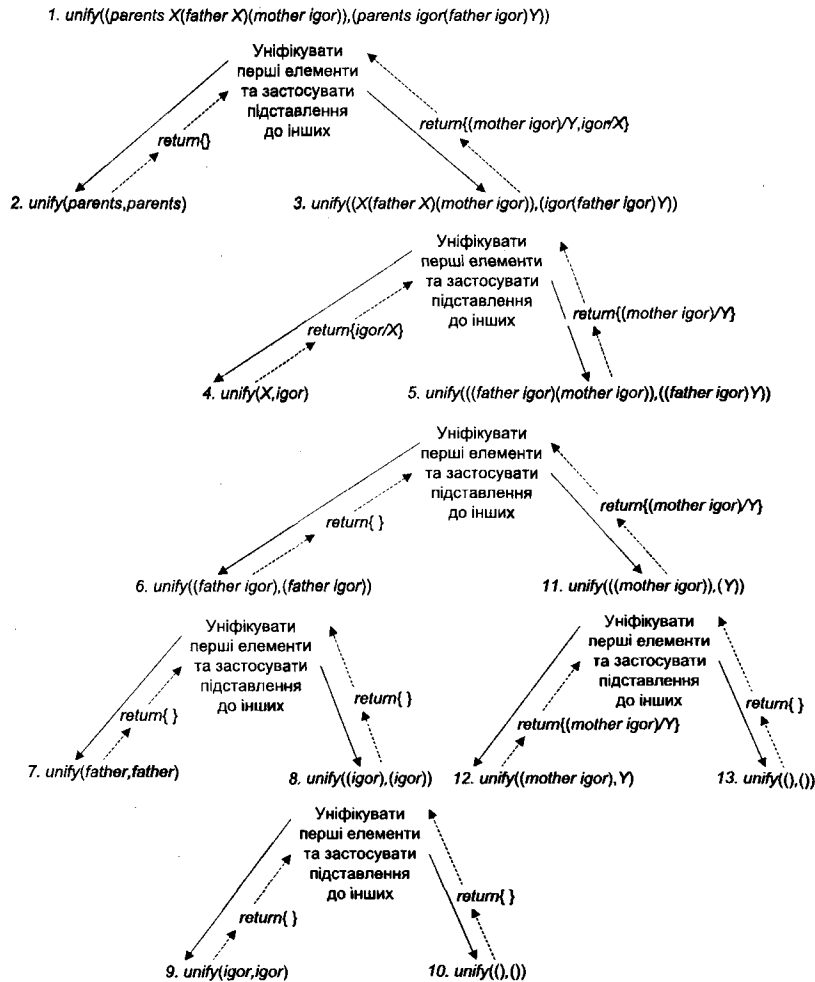 1. unify((parents X(father X)(mother igor)),(parents igor(father igor)Y))
Уніфікувати
перші елементи
та застосувати
підставлення
до інших
return{}
return{(mother igor)/Y,igor/X}
2. unify(parents,parents)
3. unify((X(father X)(mother igor)),(igor(father igor)Y))
Уніфікувати
перші елементи
та застосувати
підставлення
до інших
return{igor/X}
return{(mother igor)/Y}
4. unify(X,igor)
5. unify(((father igor)(mother igor)),((father igor)Y))
Уніфікувати
перші елементи
та застосувати
підставлення
до інших
return{ }
return{(mother igor)/Y}
6. unify((father igor),(father igor))
11. unify(((mother igor)),(Y))
Уніфікувати
перші елементи
та застосувати
підставлення
до інших
return{ }
return{ }
Уніфікувати
перші елементи
та застосувати
підставлення
до інших
return{(mother igor)/Y}
return{ }
7. unify(father,father)
8. unify((igor),(igor))
12. unify((mother igor),Y)
13. unify((),())
Уніфікувати
перші елементи
та застосувати
підставлення
до інших
return{ }
return{ }
9. unify(igor,igor)
10. unify((),())